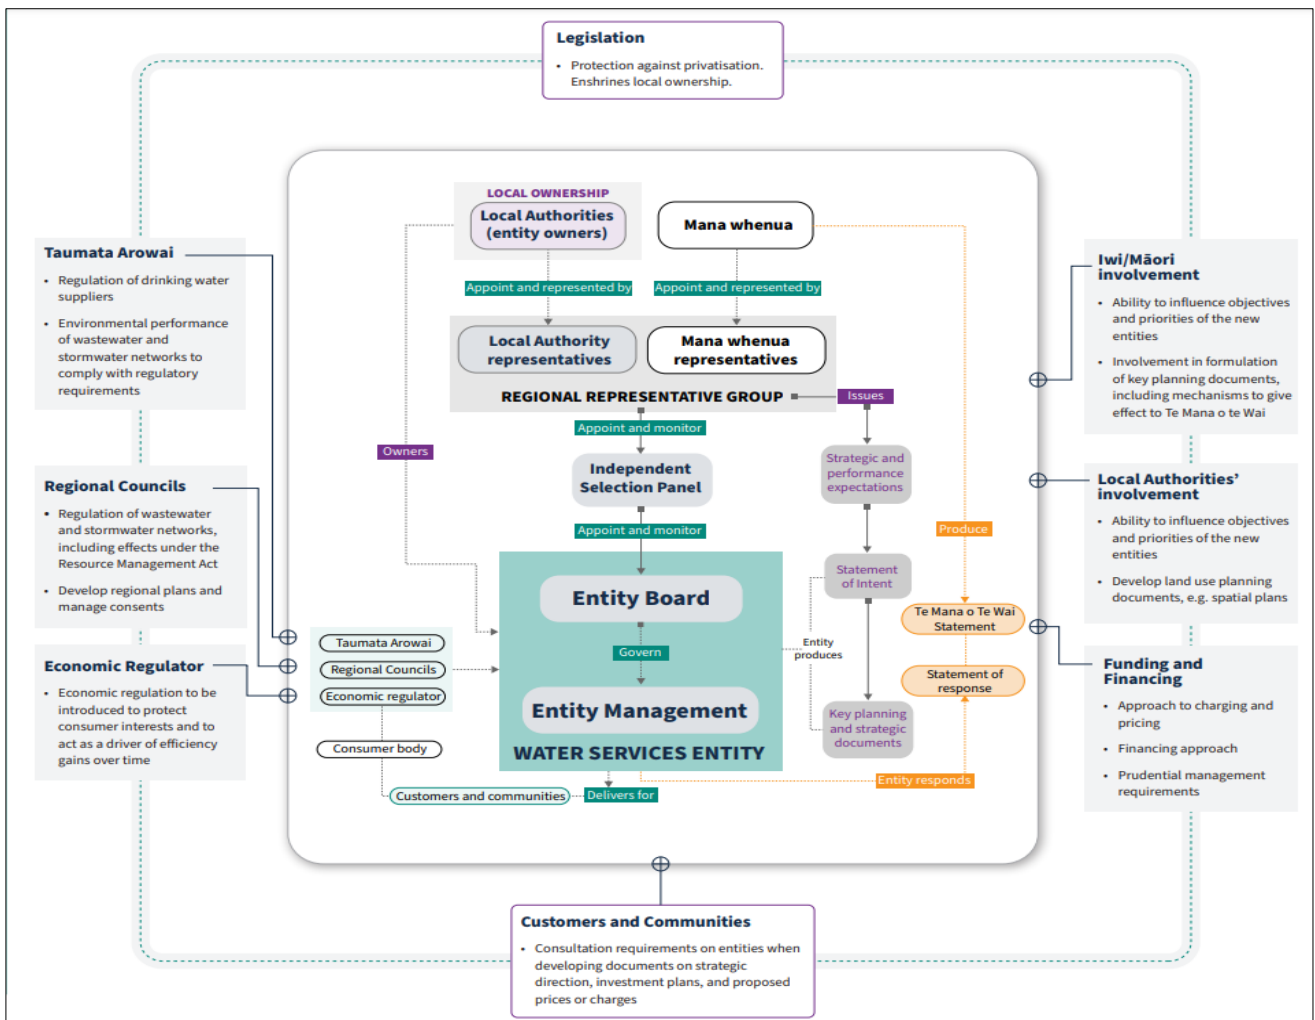 Legislation
• Protection against privatisation.
Enshrines local ownership.
LOCAL OWNERSHIP
Local Authorities
(entity owners)
Mana whenua
Appoint and represented by
Appoint and represented by
Local Authority
representatives
Mana whenua
representatives
REGIONAL REPRESENTATIVE GROUP
Issues
Appoint and monitor
Owners
Independent
Selection Panel
Strategic and
performance
expectations
Appoint and monitor
Produce
Entity Board
Statement
of Intent
Te Mana o Te Wai
Statement
Govern
Entity
produces
Statement of
response
Entity Management
Key planning
and strategic
documents
WATER SERVICES ENTITY
Entity responds
Taumata Arowai
Regional Councils
Economic regulator
Consumer body
Customers and communities
Delivers for
Taumata Arowai
• Regulation of drinking water
suppliers
• Environmental performance
of wastewater and
stormwater networks to
comply with regulatory
requirements
Regional Councils
• Regulation of wastewater
and stormwater networks,
including effects under the
Resource Management Act
• Develop regional plans and
manage consents
Economic Regulator
• Economic regulation to be
introduced to protect
consumer interests and to
act as a driver of efficiency
gains over time
Iwi/Māori
involvement
• Ability to influence objectives
and priorities of the new
entities
• Involvement in formulation
of key planning documents,
including mechanisms to give
effect to Te Mana o te Wai
Local Authorities’
involvement
• Ability to influence objectives
and priorities of the new
entities
• Develop land use planning
documents, e.g. spatial plans
Funding and
Financing
• Approach to charging and
pricing
• Financing approach
• Prudential management
requirements
Customers and Communities
• Consultation requirements on entities when
developing documents on strategic
direction, investment plans, and proposed
prices or charges